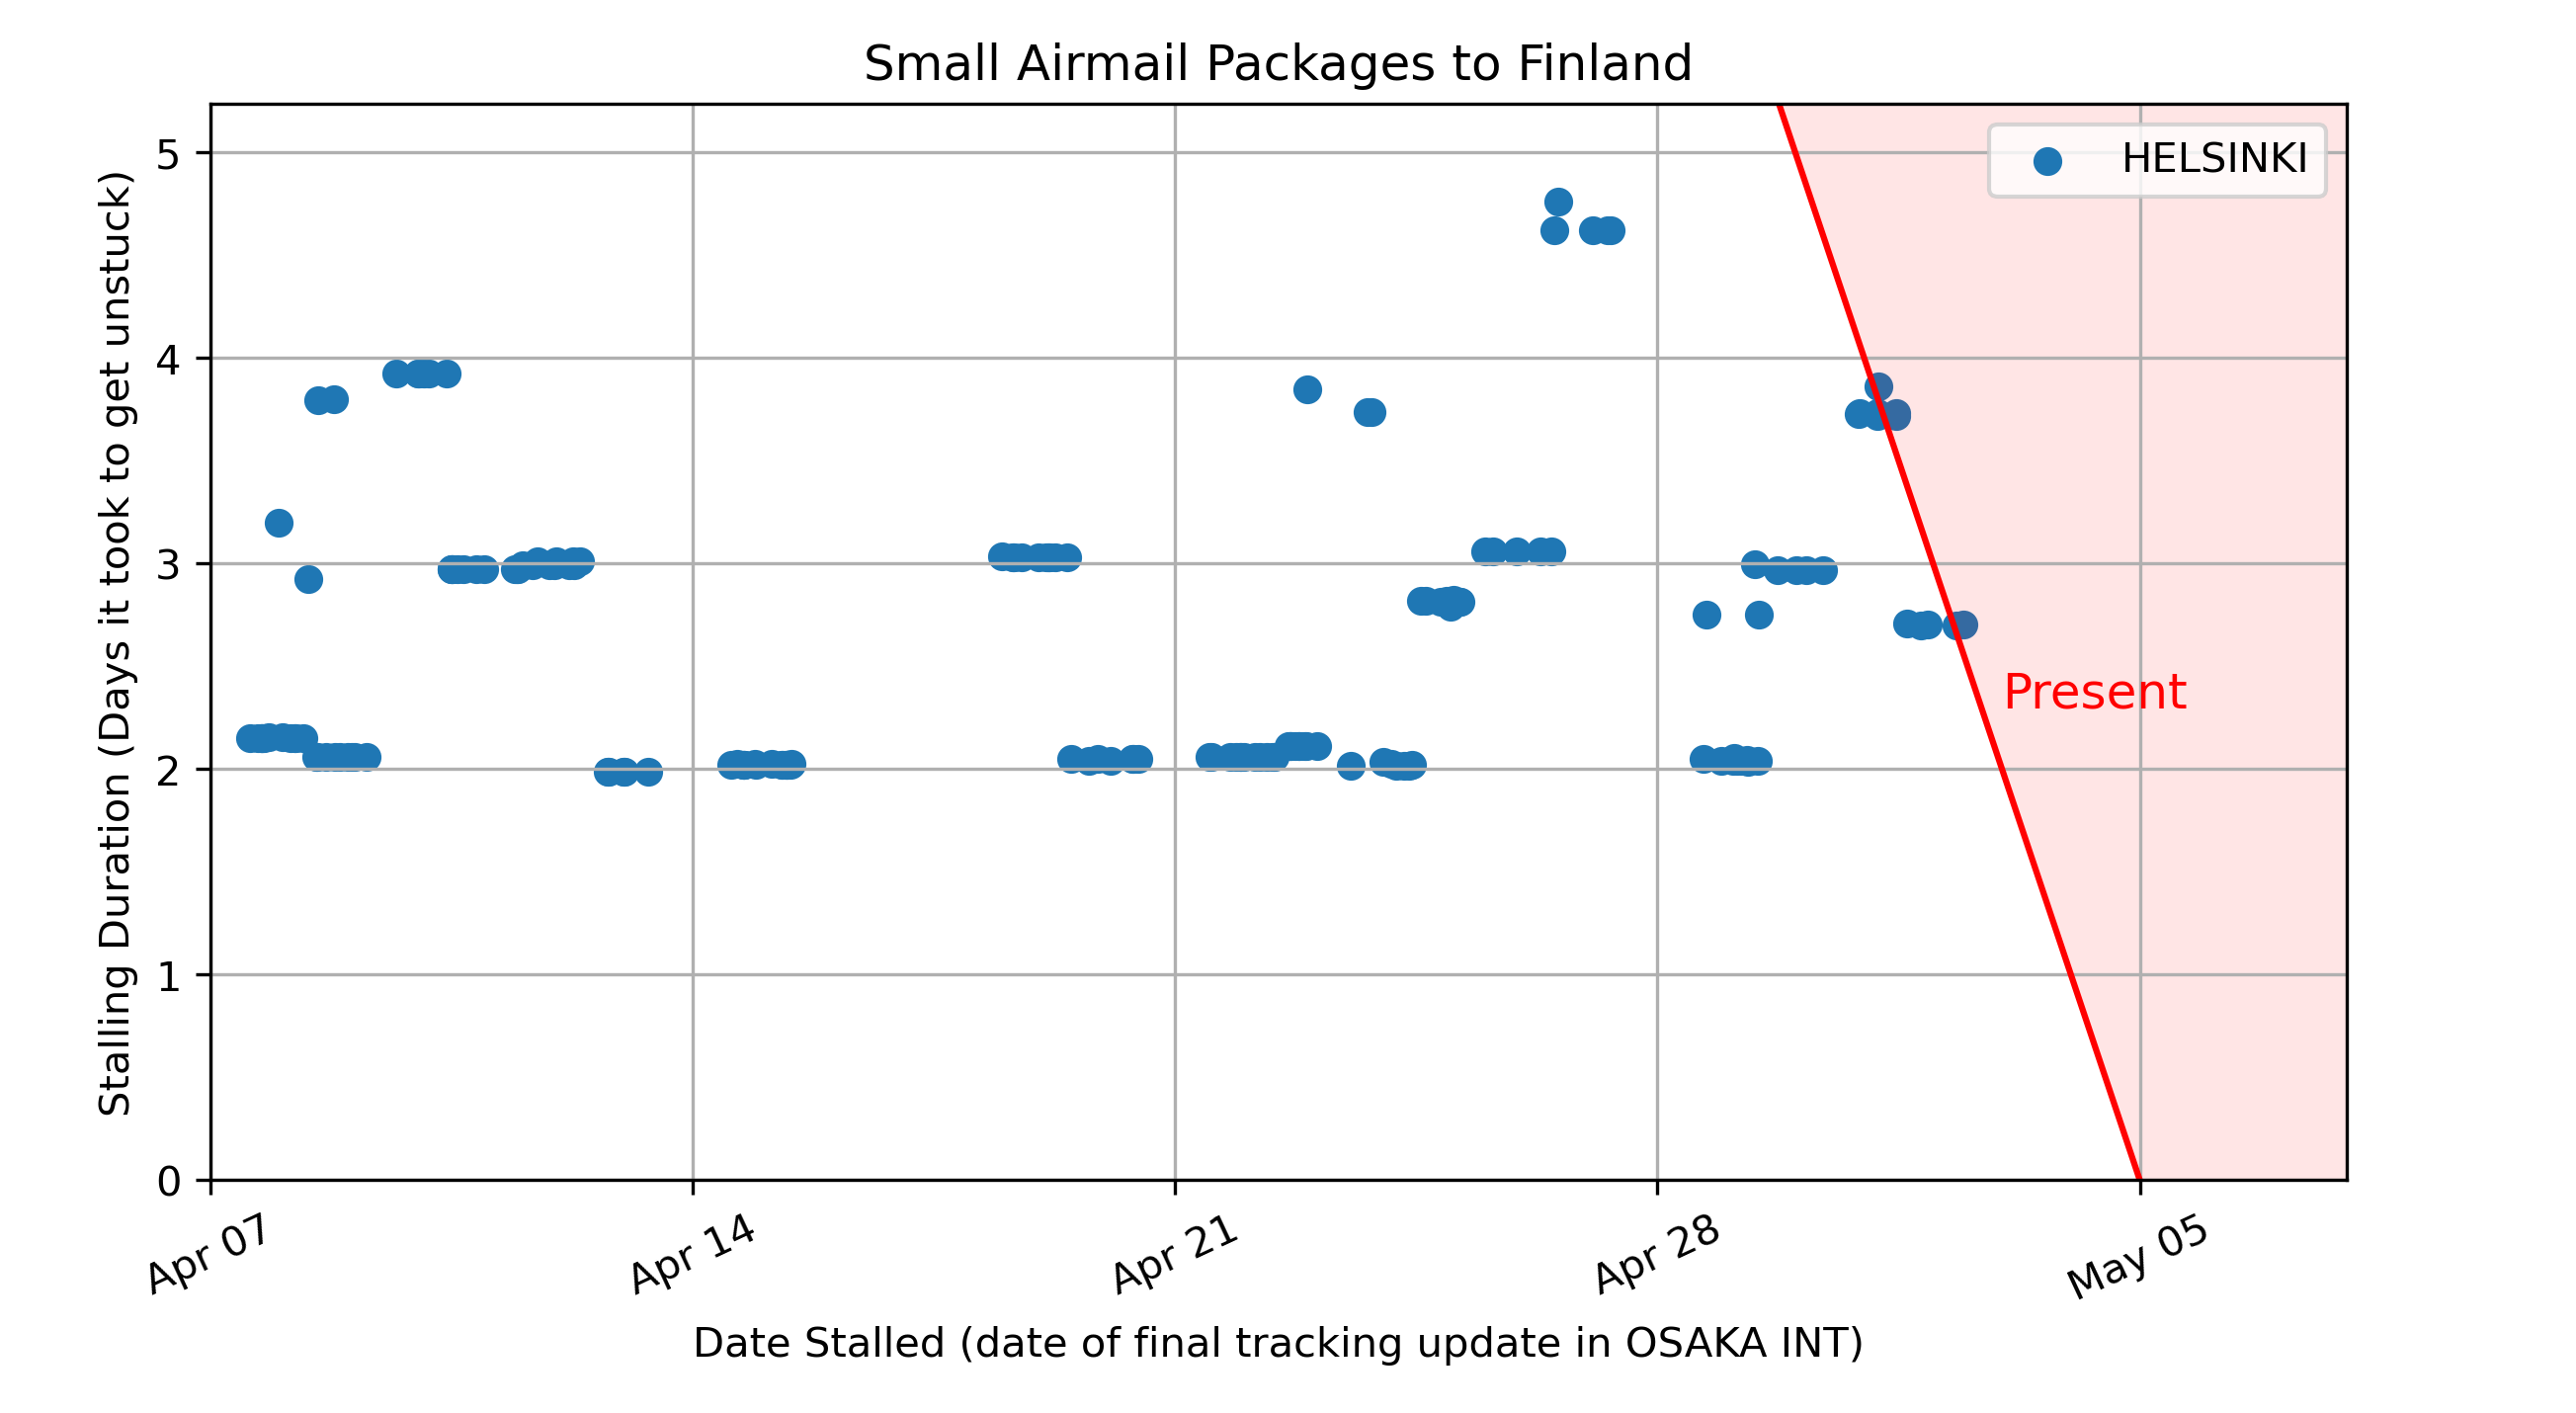 Small Airmail Packages to Finland
Stalling Duration (Days it took to get unstuck)
5
4
3
2
1
0
HELSINKI
Present
Apr 07
Apr 14
Apr 21
Apr 28
May 05
Date Stalled (date of final tracking update in OSAKA INT)